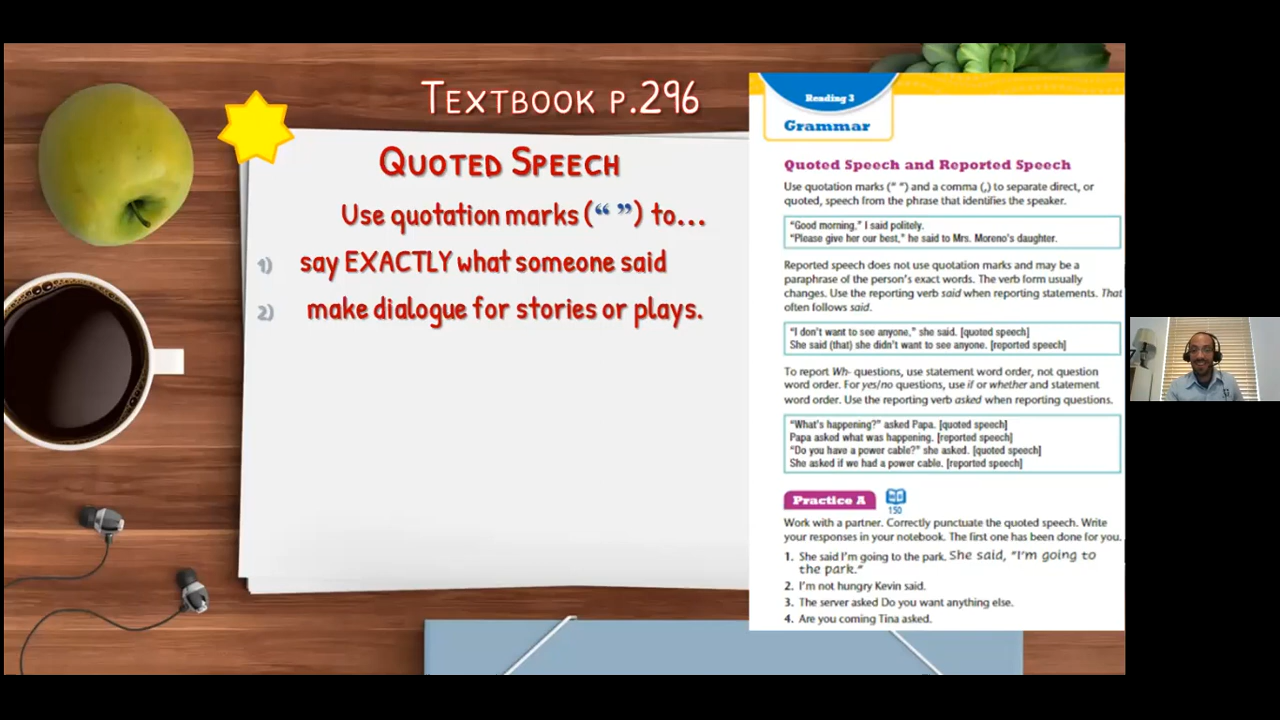 Textbook p.296
Quoted Speech
Use quotation marks (“ ”) to...
1) say EXACTLY what someone said
2) make dialogue for stories or plays.
Reading 3
Grammar
Quoted Speech and Reported Speech
Use quotation marks (“ ”) and a comma (,) to separate direct, or
quoted, speech from the phrase that identifies the speaker.
“Good morning,” I said politely.
“Please give her our best,” he said to Mrs. Moreno’s daughter.
Reported speech does not use quotation marks and may be a
paraphrase of the person’s exact words. The verb form usually
changes. Use the reporting verb said when reporting statements. That
often follows said.
“I don’t want to see anyone,” she said. [quoted speech]
She said (that) she didn’t want to see anyone. [reported speech]
To report Wh- questions, use statement word order, not question
word order. For yes/no questions, use if or whether and statement
word order. Use the reporting verb asked when reporting questions.
“What’s happening?” asked Papa. [quoted speech]
Papa asked what was happening. [reported speech]
“Do you have a power cable?” she asked. [quoted speech]
She asked if we had a power cable. [reported speech]
Practice A
150
Work with a partner. Correctly punctuate the quoted speech. Write
your responses in your notebook. The first one has been done for you.
1. She said I’m going to the park. She said, “I’m going to
the park.”
2. I’m not hungry Kevin said.
3. The server asked Do you want anything else.
4. Are you coming Tina asked.